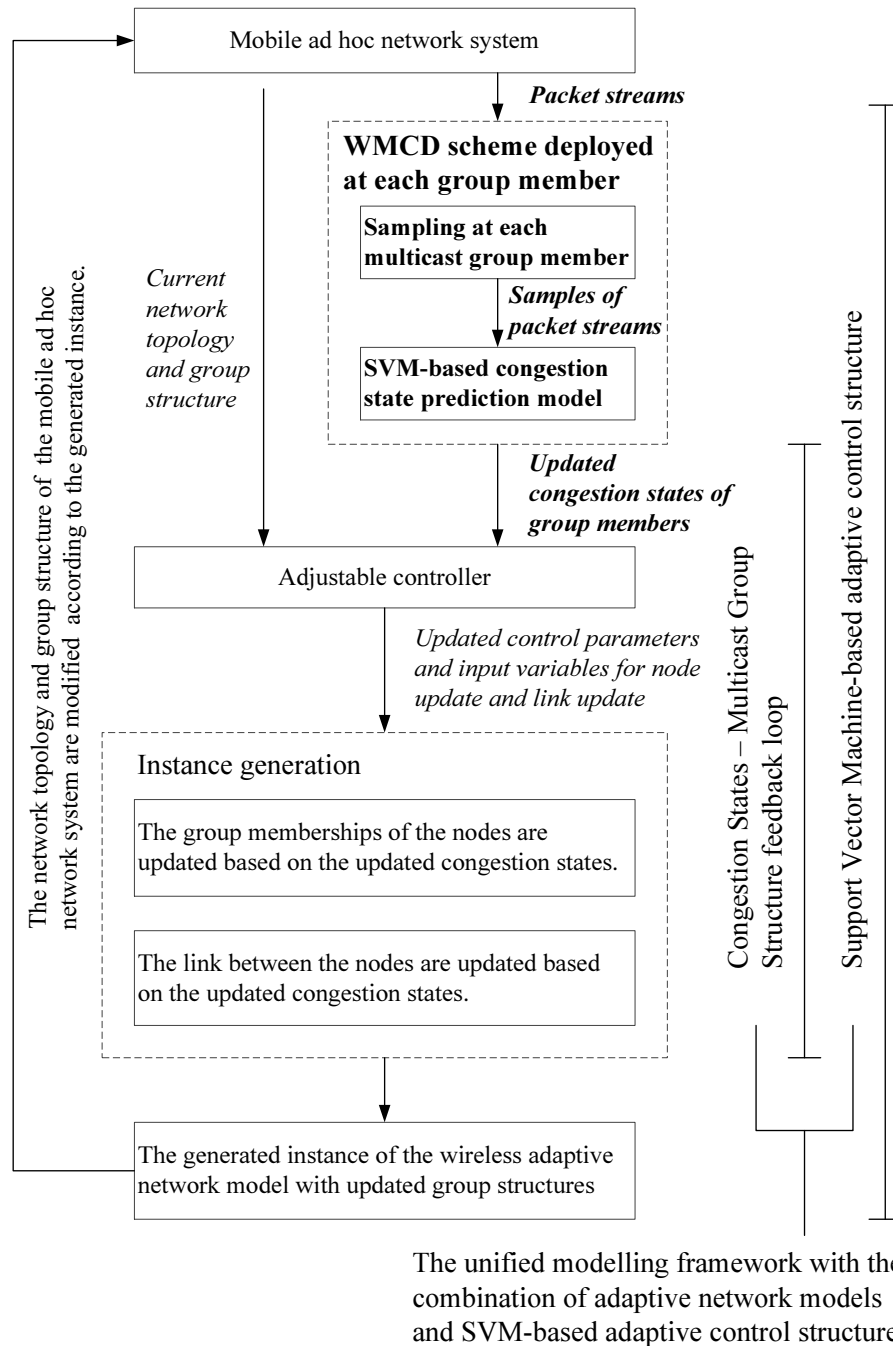 Mobile ad hoc network system
Packet streams
WMCD scheme deployed
at each group member
Sampling at each
multicast group member
Samples of
packet streams
SVM-based congestion
state prediction model
Current
network
topology
and group
structure
Updated
congestion states of
group members
Adjustable controller
Updated control parameters
and input variables for node
update and link update
Instance generation
The group memberships of the nodes are
updated based on the updated congestion states.
The link between the nodes are updated based
on the updated congestion states.
The generated instance of the wireless adaptive
network model with updated group structures
The network topology and group structure of the mobile ad hoc
network system are modified according to the generated instance.
Congestion States – Multicast Group
Structure feedback loop
Support Vector Machine-based adaptive control structure
The unified modelling framework with the
combination of adaptive network models
and SVM-based adaptive control structure